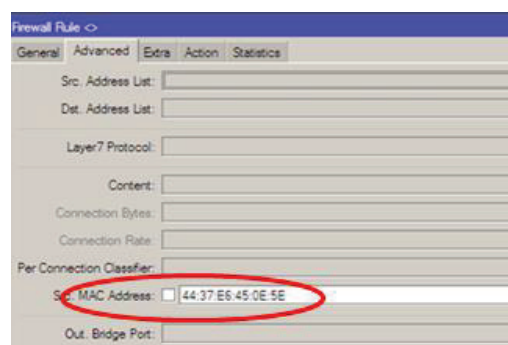 Firewall Rule <>
General Advanced Extra Action Statistics
Src. Address List:
Dst. Address List:
Layer7 Protocol:
Content:
Connection Bytes:
Connection Rate:
Per Connection Classifier:
Src. MAC Address: 44:37:E6:45:0E:5E
Out. Bridge Port: